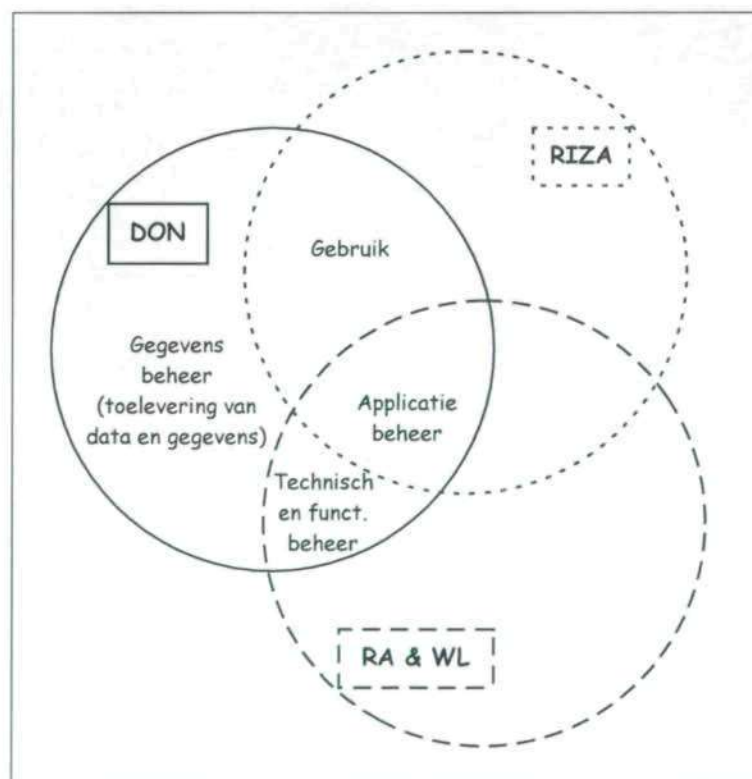 RIZA
DON
Gebruik
Gegevens
beheer
(toelevering van
data en gegevens)
Applicatie
beheer
Technisch
en funct.
beheer
RA & WL